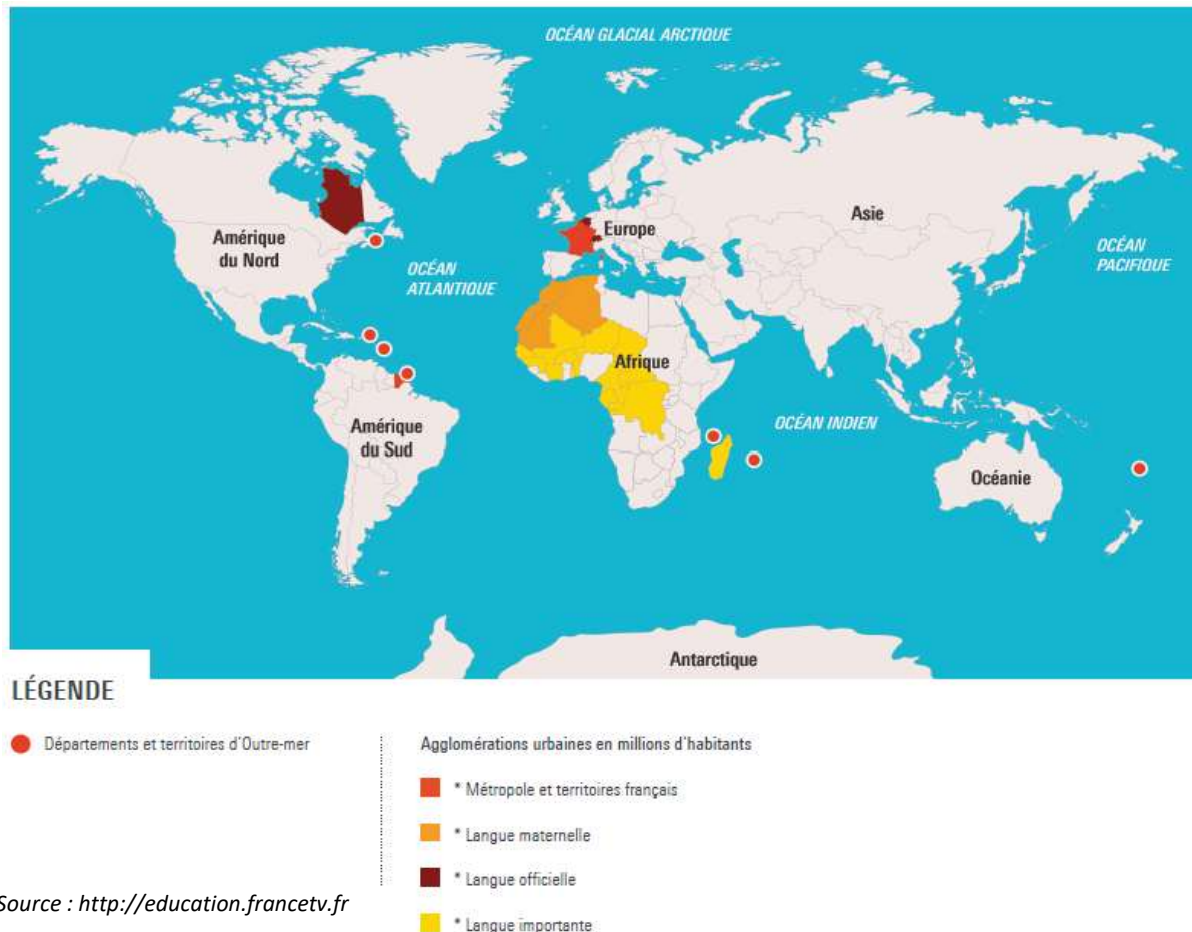 OCÉAN GLACIAL ARCTIQUE
Amérique
du Nord
OCÉAN
ATLANTIQUE
Europe
Asie
OCÉAN
PACIFIQUE
Afrique
Amérique
du Sud
OCÉAN INDIEN
Océanie
Antarctique
LÉGENDE
Départements et territoires d'Outre-mer
Agglomérations urbaines en millions d'habitants
* Métropole et territoires français
* Langue maternelle
* Langue officielle
* Langue importante
Source : http://education.francetv.fr